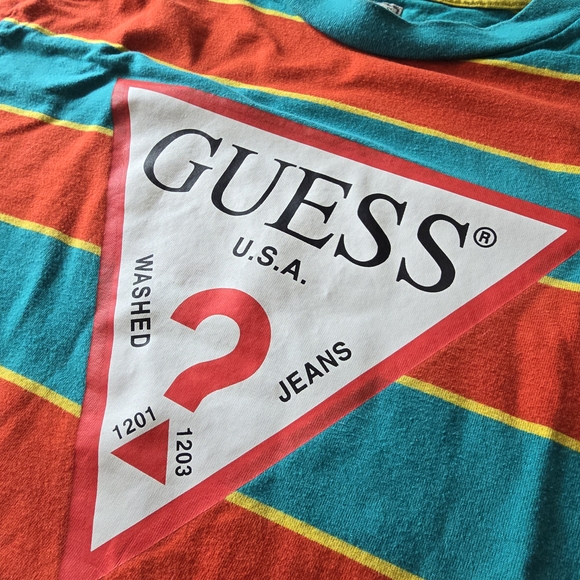 GUESS®
U.S.A.
WASHED
?
JEANS
1201
1203